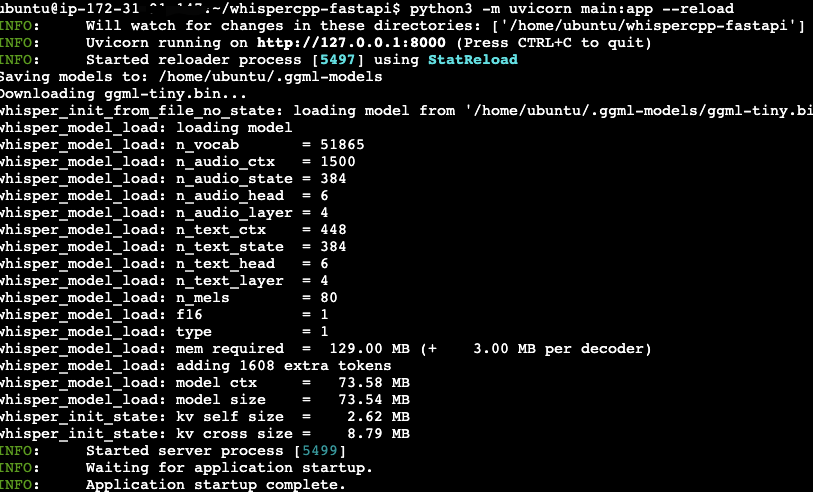 ubuntu@ip-172-31 :~/whispercpp-fastapi$ python3 -m uvicorn main:app --reload
INFO:     Will watch for changes in these directories: ['/home/ubuntu/whispercpp-fastapi']
INFO:     Uvicorn running on http://127.0.0.1:8000 (Press CTRL+C to quit)
INFO:     Started reloader process [5497] using StatReload
Saving models to: /home/ubuntu/.ggml-models
Downloading ggml-tiny.bin...
whisper_init_from_file_no_state: loading model from '/home/ubuntu/.ggml-models/ggml-tiny.bi
whisper_model_load: loading model
whisper_model_load: n_vocab       = 51865
whisper_model_load: n_audio_ctx   = 1500
whisper_model_load: n_audio_state = 384
whisper_model_load: n_audio_head  = 6
whisper_model_load: n_audio_layer = 4
whisper_model_load: n_text_ctx    = 448
whisper_model_load: n_text_state  = 384
whisper_model_load: n_text_head   = 6
whisper_model_load: n_text_layer  = 4
whisper_model_load: n_mels        = 80
whisper_model_load: f16           = 1
whisper_model_load: type          = 1
whisper_model_load: mem required  =  129.00 MB (+    3.00 MB per decoder)
whisper_model_load: adding 1608 extra tokens
whisper_model_load: model ctx     =   73.58 MB
whisper_model_load: model size    =   73.54 MB
whisper_init_state: kv self size  =    2.62 MB
whisper_init_state: kv cross size =    8.79 MB
INFO:     Started server process [5499]
INFO:     Waiting for application startup.
INFO:     Application startup complete.